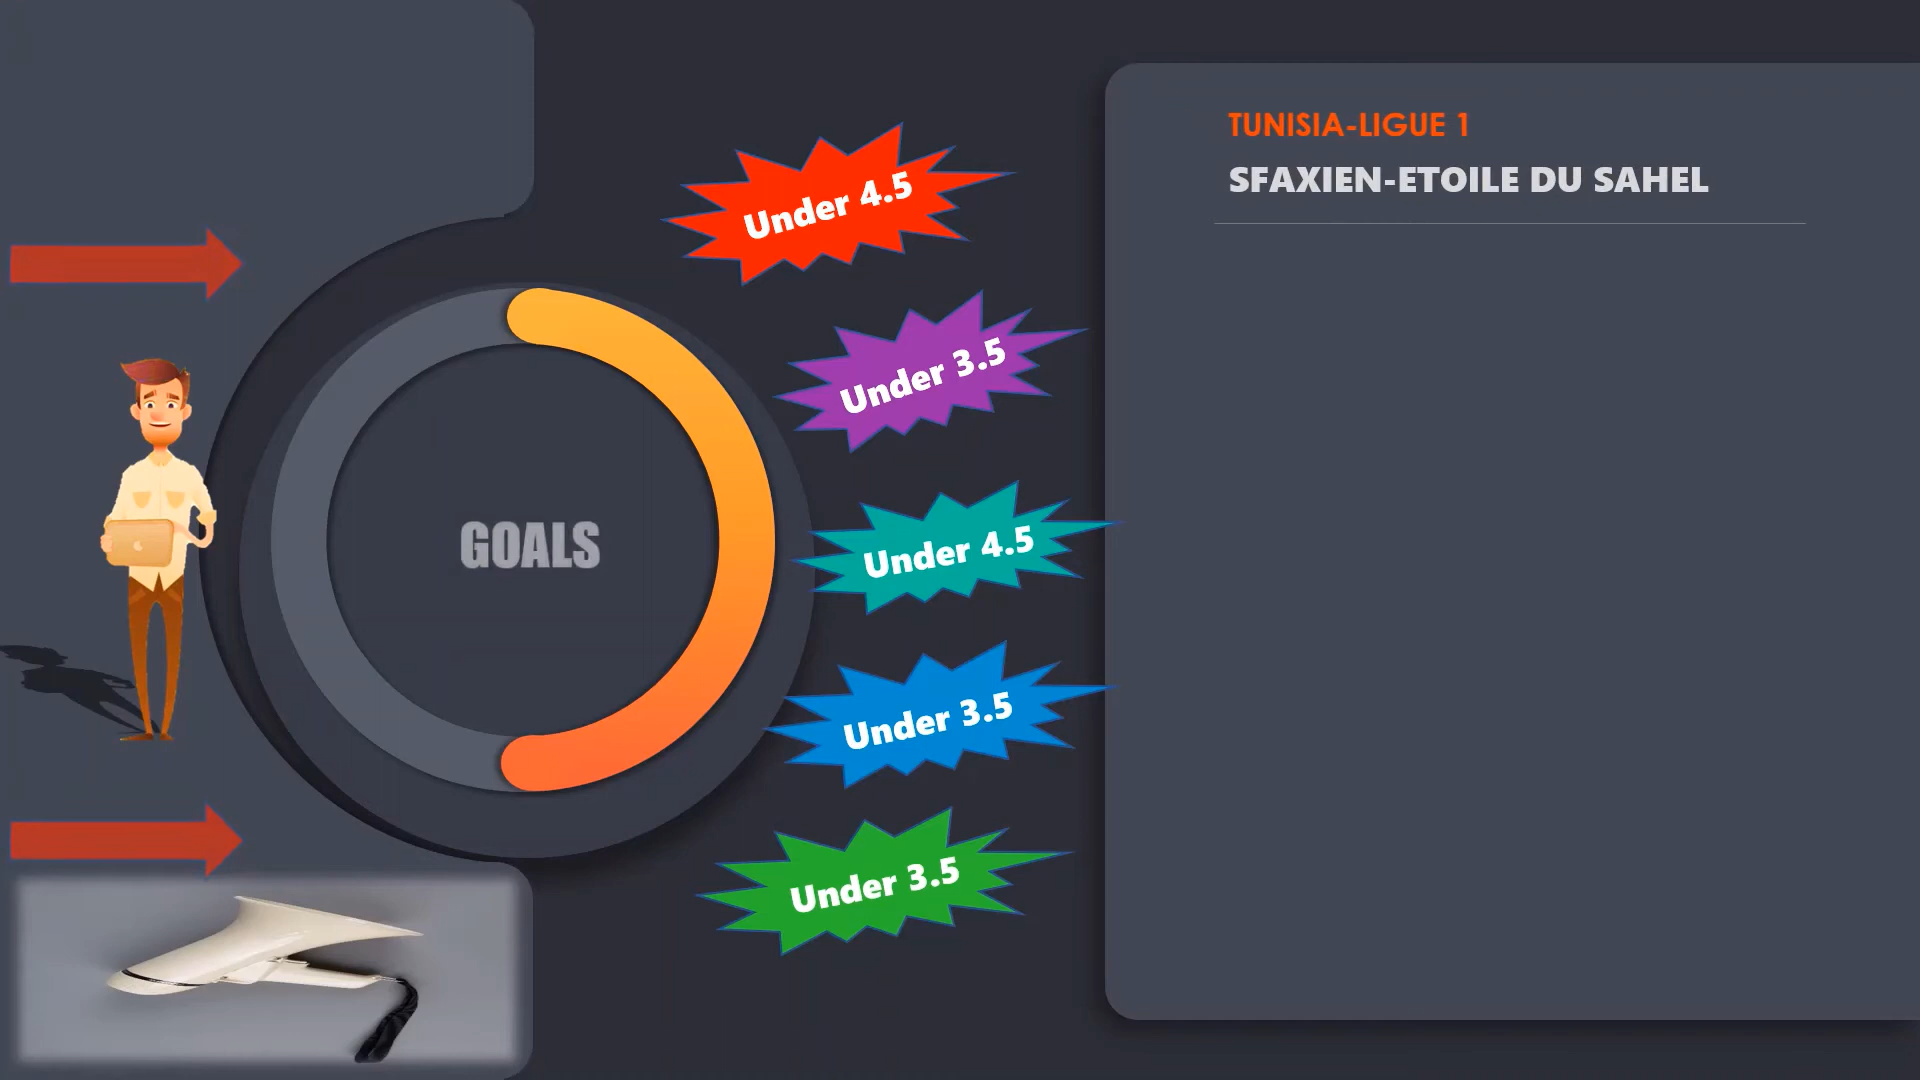 GOALS
Under 4.5
Under 3.5
Under 4.5
Under 3.5
Under 3.5
TUNISIA-LIGUE 1
SFAXIEN-ETOILE DU SAHEL